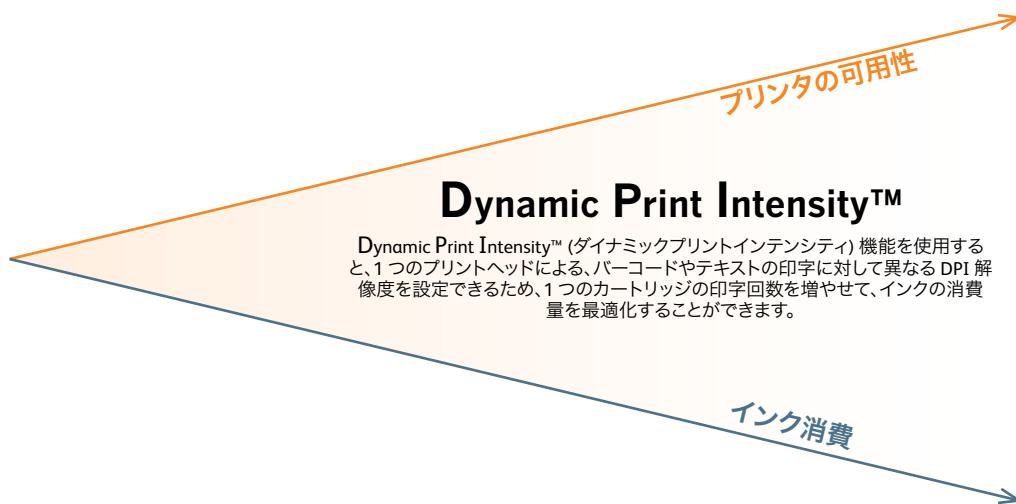 プリンタの可用性
Dynamic Print Intensity™
Dynamic Print Intensity™ (ダイナミックプリントインテンシティ) 機能を使用する
と、1 つのプリントヘッドによる、バーコードやテキストの印字に対して異なる DPI 解
像度を設定できるため、1 つのカートリッジの印字回数を増やせて、インクの消費
量を最適化することができます。
インク消費